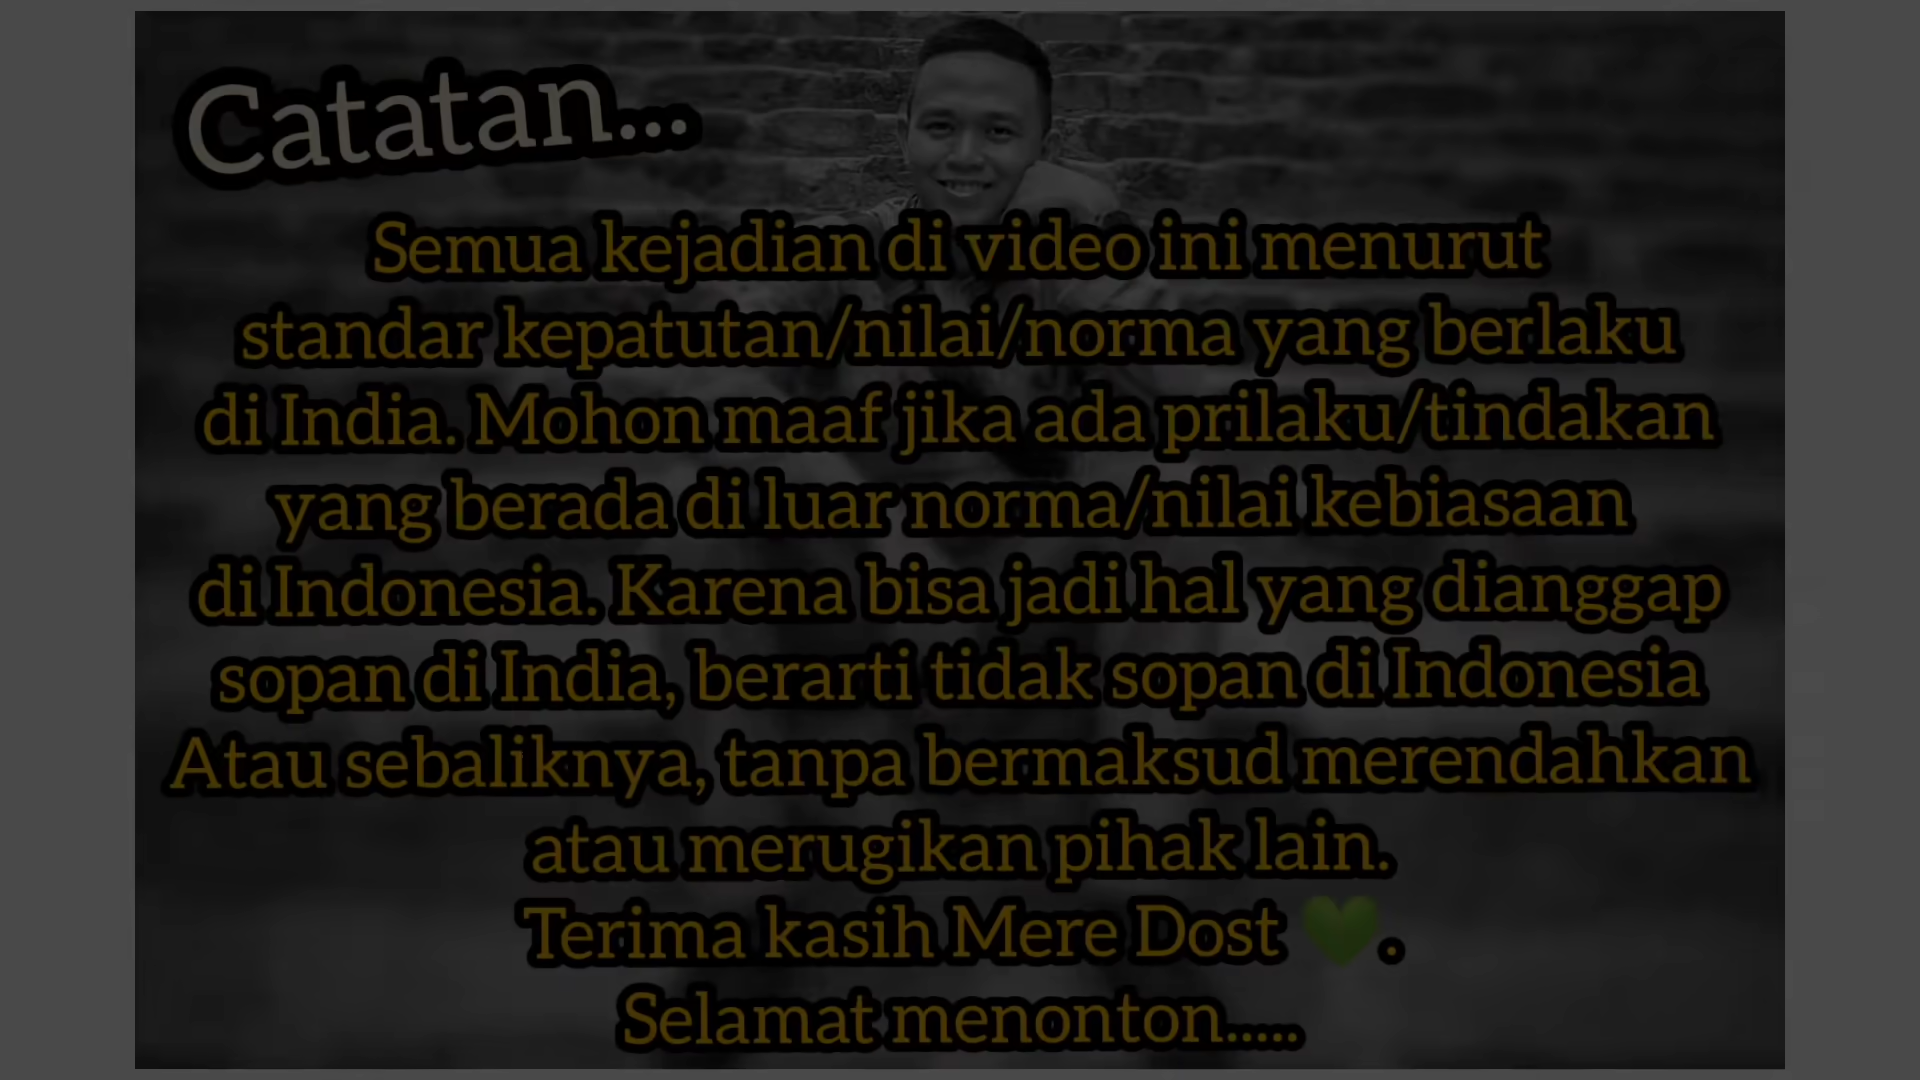 Catatan...
Semua kejadian di video ini menurut
standar kepatutan/nilai/norma yang berlaku
di India. Mohon maaf jika ada prilaku/tindakan
yang berada di luar norma/nilai kebiasaan
di Indonesia. Karena bisa jadi hal yang dianggap
sopan di India, berarti tidak sopan di Indonesia
Atau sebaliknya, tanpa bermaksud merendahkan
atau merugikan pihak lain.
Terima kasih Mere Dost 💚.
Selamat menonton.....